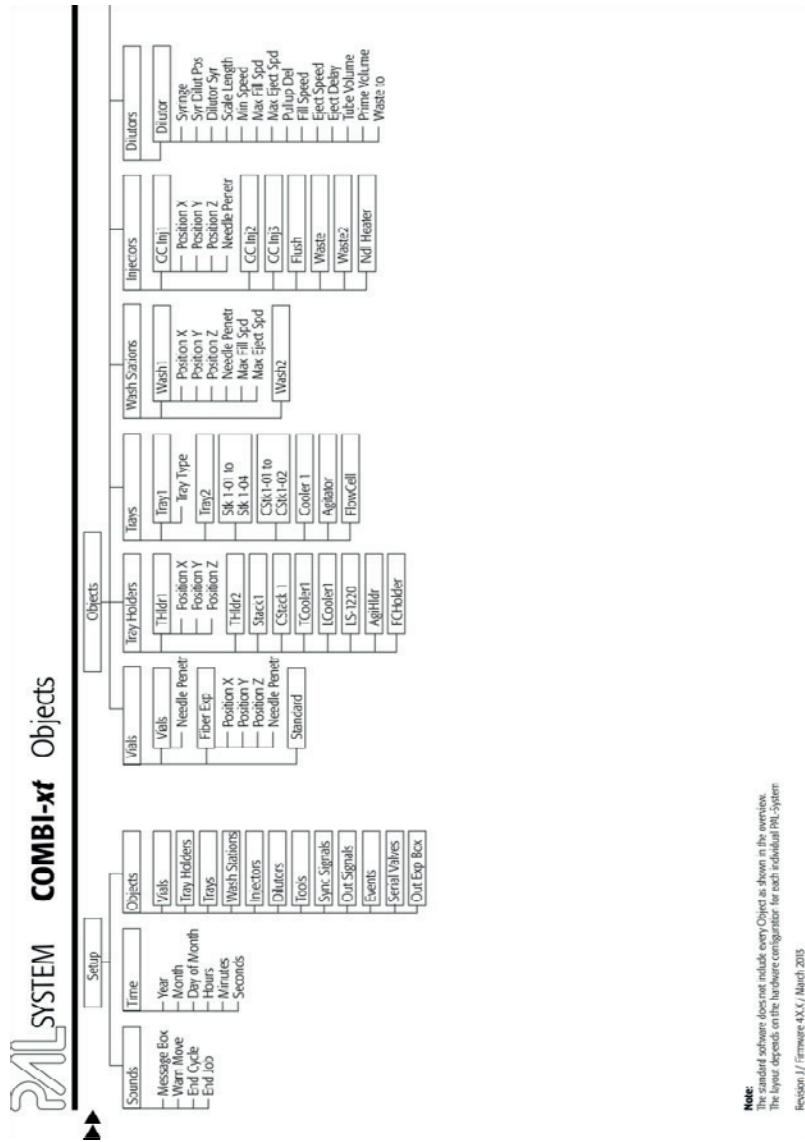 PAL SYSTEM COMBI-xt Objects
Setup
Sounds
Message Box
Warn Move
End Cycle
End Job
Time
Year
Month
Day of Month
Hours
Minutes
Seconds
Objects
Vials
Tray Holders
Trays
Wash Stations
Injectors
Dilutors
Tools
Sync Signals
Out Signals
Events
Serial Valves
Out Exp Box
Objects
Vials
Vials
Needle Penetr
Fiber Exp
Position X
Position Y
Position Z
Needle Penetr
Standard
Tray Holders
THldr1
Position X
Position Y
Position Z
THldr2
Stack1
CStack 1
TCooler1
LCooler1
LS-1220
AgiHldr
FCHolder
Trays
Tray1
Tray Type
Tray2
Stk 1-01 to
Stk 1-04
CStk1-01 to
CStk1-02
Cooler 1
Agitator
FlowCell
Wash Stations
Wash1
Position X
Position Y
Position Z
Needle Penetr
Max Fill Spd
Max Eject Spd
Wash2
Injectors
GC Inj1
Position X
Position Y
Position Z
Needle Penetr
GC Inj2
GC Inj3
Flush
Waste
Waste2
Ndl Heater
Dilutors
Dilutor
Syringe
Syr Dilut Pos
Dilutor Syr
Scale Length
Min Speed
Max Fill Spd
Max Eject Spd
Pullup Del
Fill Speed
Eject Speed
Eject Delay
Tube Volume
Prime Volume
Waste to
Note:
The standard software does not include every Object as shown in the overview.
The layout depends on the hardware configuration for each individual PAL-System
Revision J / Firmware 4.X.X / March 2013